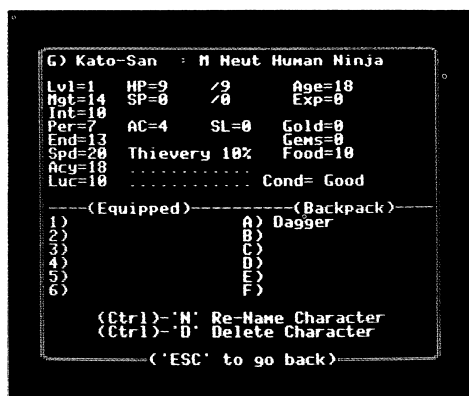 G) Kato-San : M Neut Human Ninja
Lvl=1 HP=9 /9 Age=18
Mgt=14 SP=0 /0 Exp=0
Int=10
Per=7 AC=4 SL=0 Gold=0
End=13 Gems=0
Spd=20 Thievery 10% Food=10
Acy=18 ............
Luc=10 ............ Cond= Good
----(Equipped)----------(Backpack)----
1) A) Dagger
2) B)
3) C)
4) D)
5) E)
6) F)
(Ctrl)-'N' Re-Name Character
(Ctrl)-'D' Delete Character
('ESC' to go back)